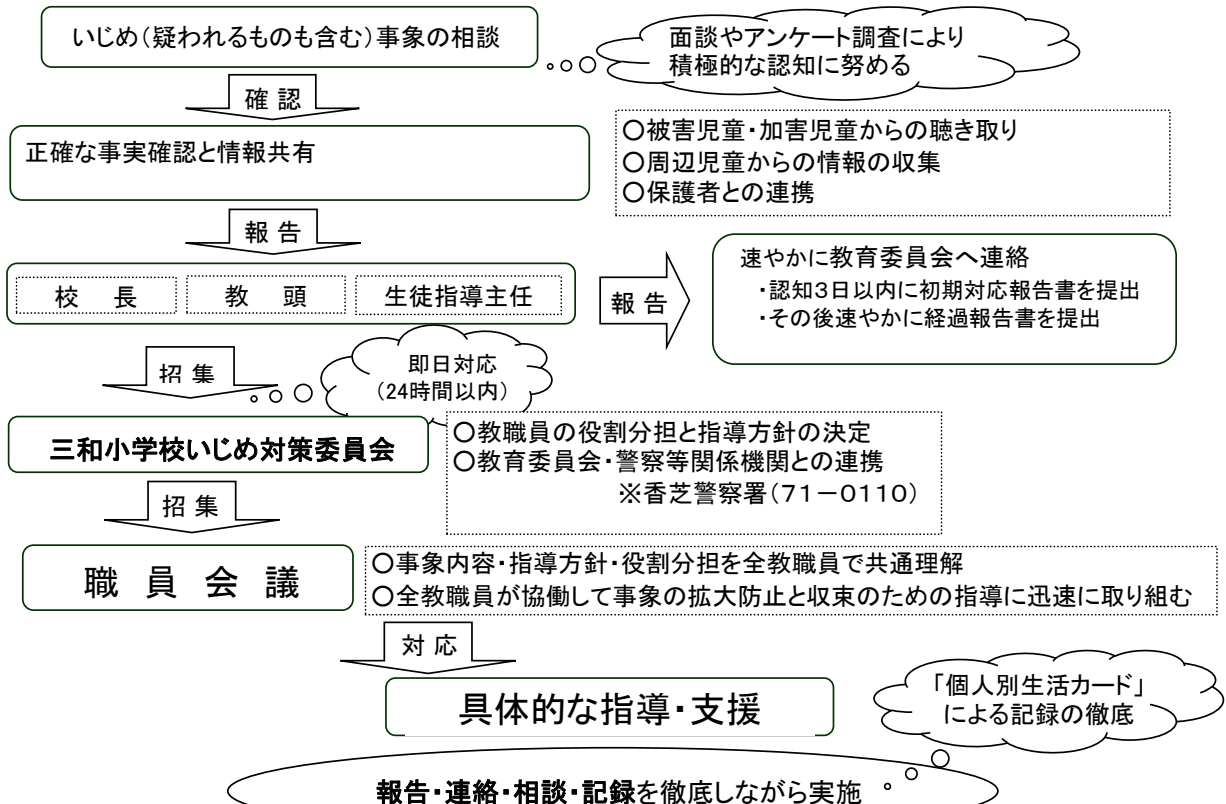 いじめ（疑われるものも含む）事象の相談
面談やアンケート調査により
積極的な認知に努める
確 認
正確な事実確認と情報共有
○被害児童・加害児童からの聴き取り
○周辺児童からの情報の収集
○保護者との連携
報 告
校　長
教　頭
生徒指導主任
報 告
速やかに教育委員会へ連絡
・認知３日以内に初期対応報告書を提出
・その後速やかに経過報告書を提出
招 集
即日対応
（24時間以内）
三和小学校いじめ対策委員会
○教職員の役割分担と指導方針の決定
○教育委員会・警察等関係機関との連携
※香芝警察署（７１－０１１０）
招 集
職 員 会 議
○事象内容・指導方針・役割分担を全教職員で共通理解
○全教職員が協働して事象の拡大防止と収束のための指導に迅速に取り組む
対 応
具体的な指導・支援
「個人別生活カード」
による記録の徹底
報告・連絡・相談・記録を徹底しながら実施